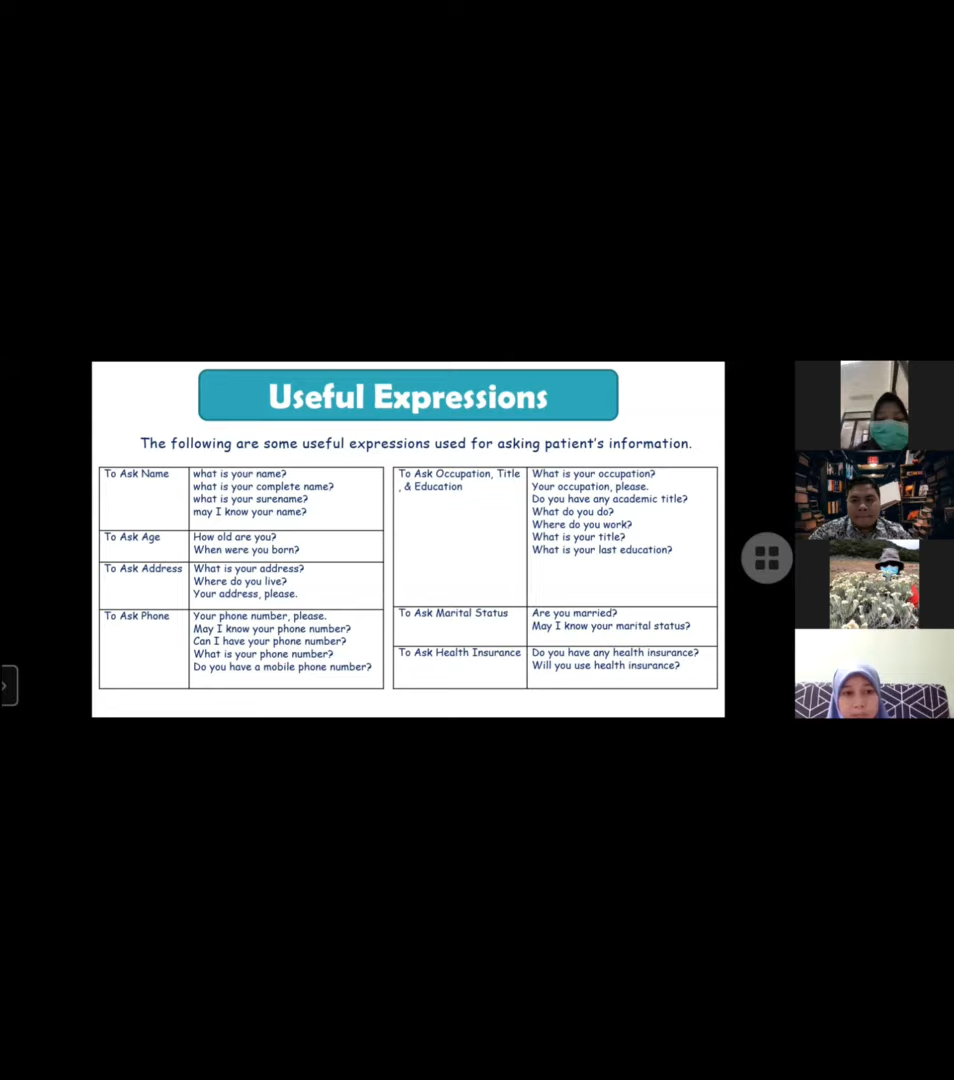 Useful Expressions
The following are some useful expressions used for asking patient's information.
To Ask Name
what is your name?
what is your complete name?
what is your surename?
may I know your name?
To Ask Age
How old are you?
When were you born?
To Ask Address
What is your address?
Where do you live?
Your address, please.
To Ask Phone
Your phone number, please.
May I know your phone number?
Can I have your phone number?
What is your phone number?
Do you have a mobile phone number?
To Ask Occupation, Title
, & Education
What is your occupation?
Your occupation, please.
Do you have any academic title?
What do you do?
Where do you work?
What is your title?
What is your last education?
To Ask Marital Status
Are you married?
May I know your marital status?
To Ask Health Insurance
Do you have any health insurance?
Will you use health insurance?